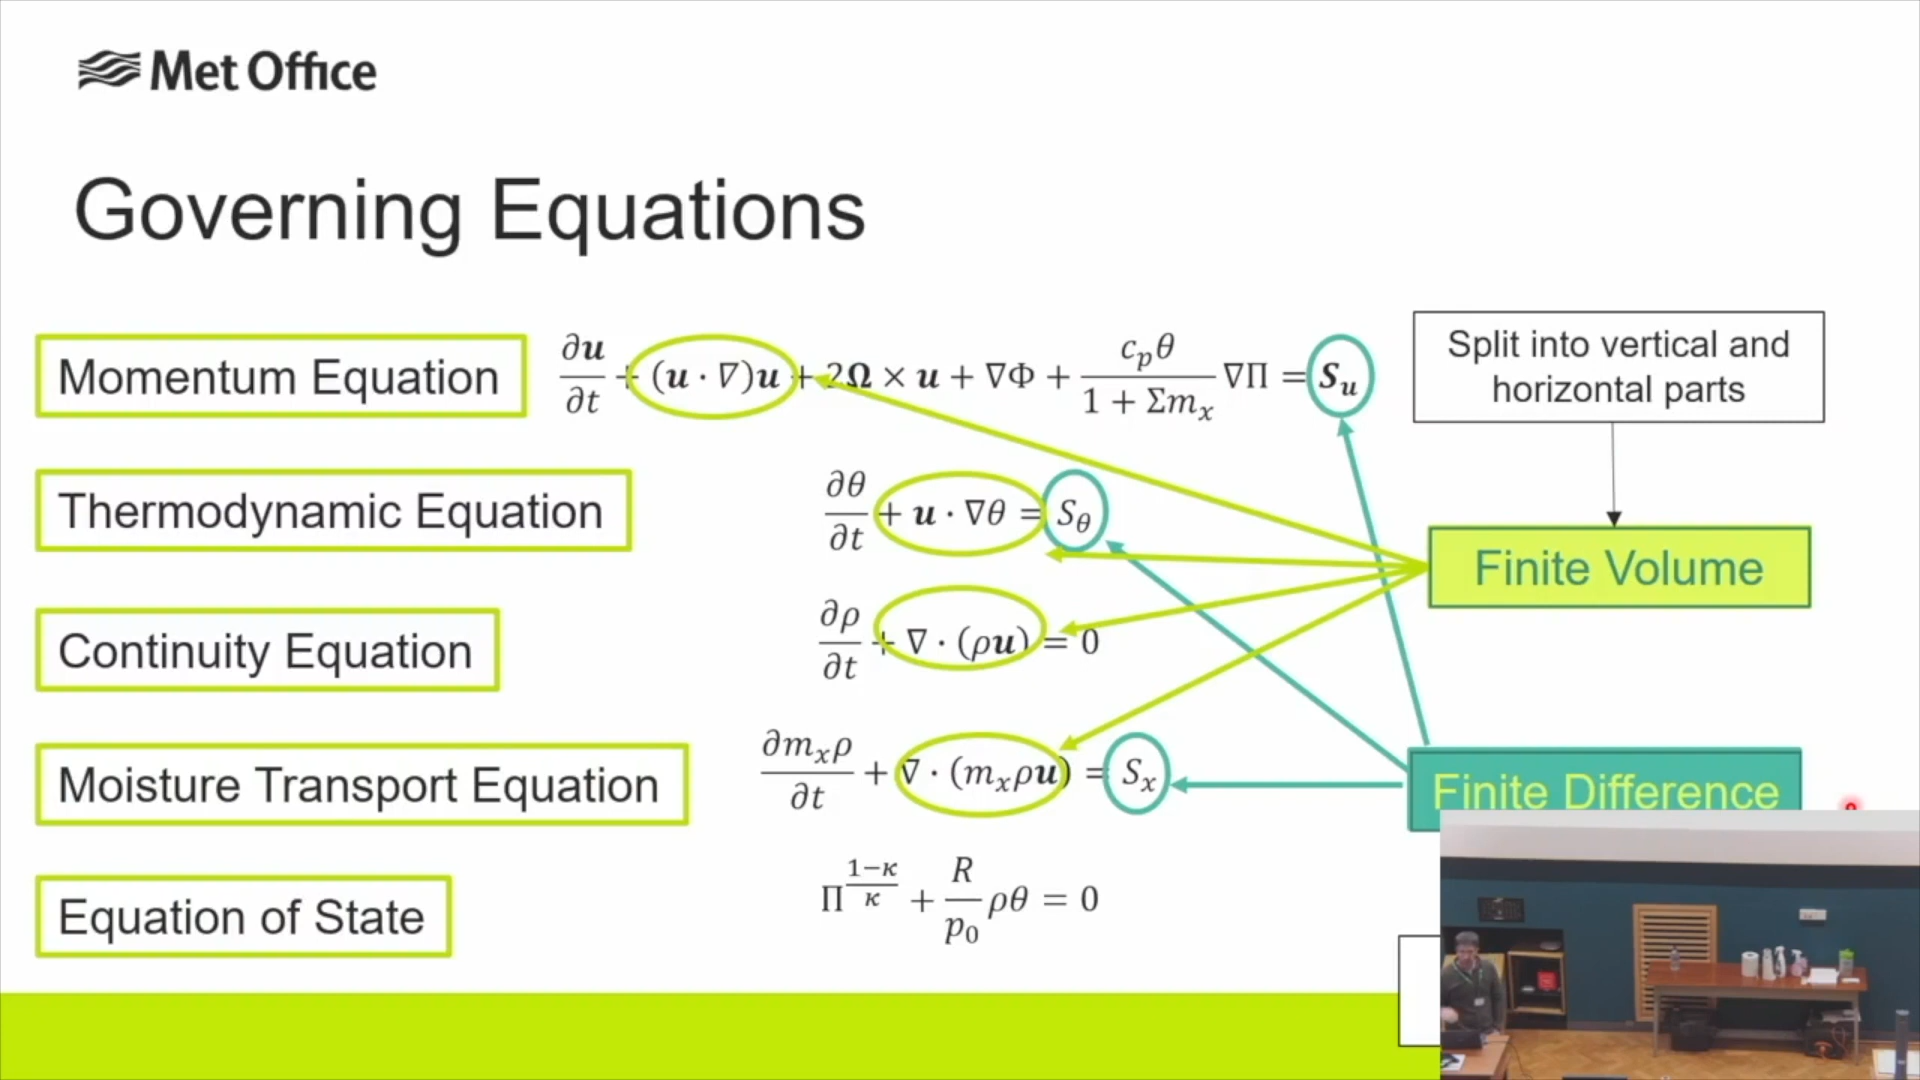 Met Office
Governing Equations
Momentum Equation
∂𝒖/∂t + (𝒖 · ∇)𝒖 + 2𝛀 × 𝒖 + ∇Φ + c_pθ/(1 + Σm_x) ∇Π = 𝑺_𝒖
Split into vertical and
horizontal parts
Thermodynamic Equation
∂θ/∂t + 𝒖 · ∇θ = S_θ
Finite Volume
Continuity Equation
∂ρ/∂t + ∇ · (ρ𝒖) = 0
Moisture Transport Equation
∂m_xρ/∂t + ∇ · (m_xρ𝒖) = S_x
Finite Difference
Equation of State
Π^((1−κ)/κ) + R/p_0 ρθ = 0